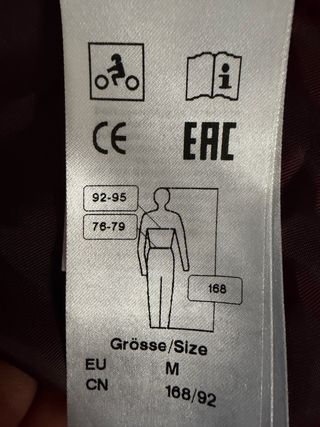 i
CE
EAC
92-95
76-79
168
Grösse/Size
EU M
CN 168/92